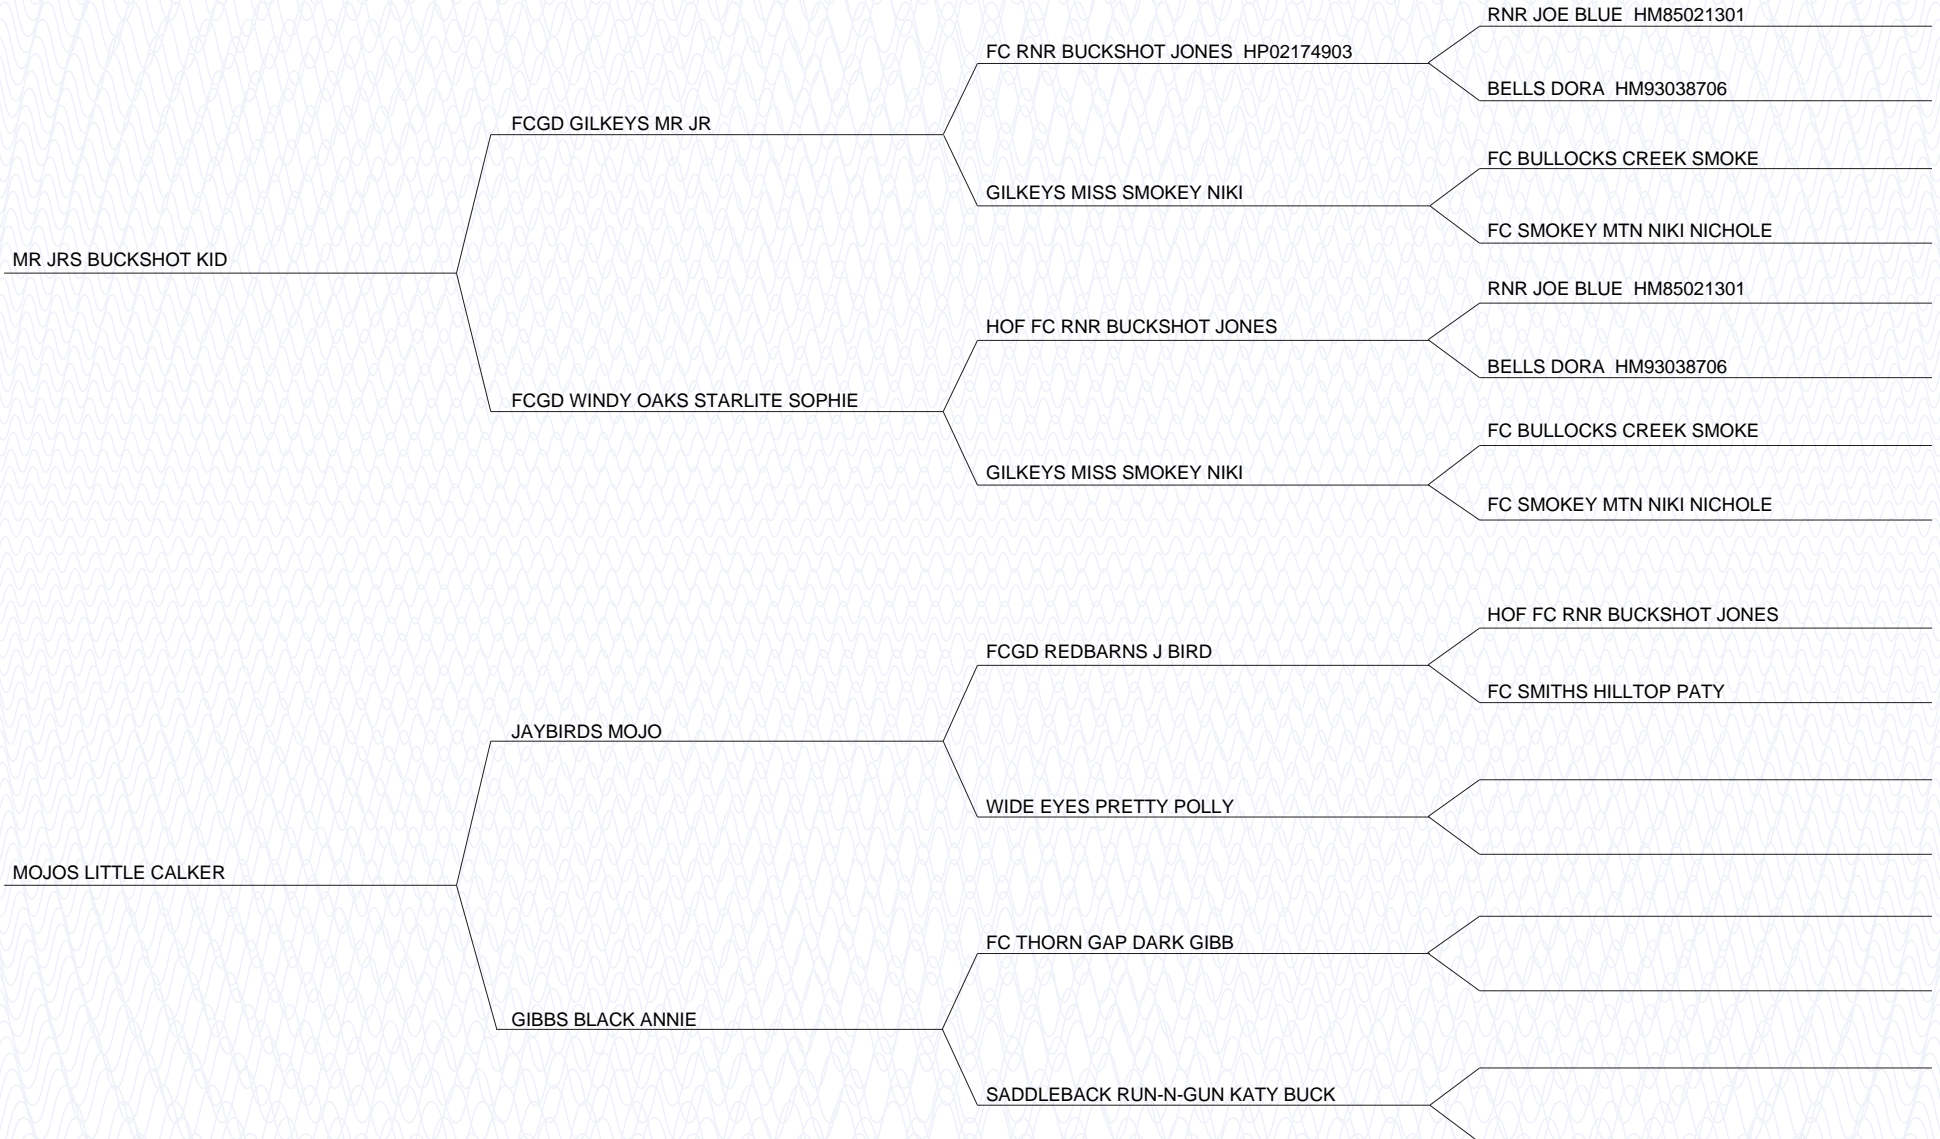 RNR JOE BLUE  HM85021301
FC RNR BUCKSHOT JONES  HP02174903
BELLS DORA  HM93038706
FCGD GILKEYS MR JR
FC BULLOCKS CREEK SMOKE
GILKEYS MISS SMOKEY NIKI
FC SMOKEY MTN NIKI NICHOLE
MR JRS BUCKSHOT KID
RNR JOE BLUE  HM85021301
HOF FC RNR BUCKSHOT JONES
BELLS DORA  HM93038706
FCGD WINDY OAKS STARLITE SOPHIE
FC BULLOCKS CREEK SMOKE
GILKEYS MISS SMOKEY NIKI
FC SMOKEY MTN NIKI NICHOLE
HOF FC RNR BUCKSHOT JONES
FCGD REDBARNS J BIRD
FC SMITHS HILLTOP PATY
JAYBIRDS MOJO
WIDE EYES PRETTY POLLY
MOJOS LITTLE CALKER
FC THORN GAP DARK GIBB
GIBBS BLACK ANNIE
SADDLEBACK RUN-N-GUN KATY BUCK